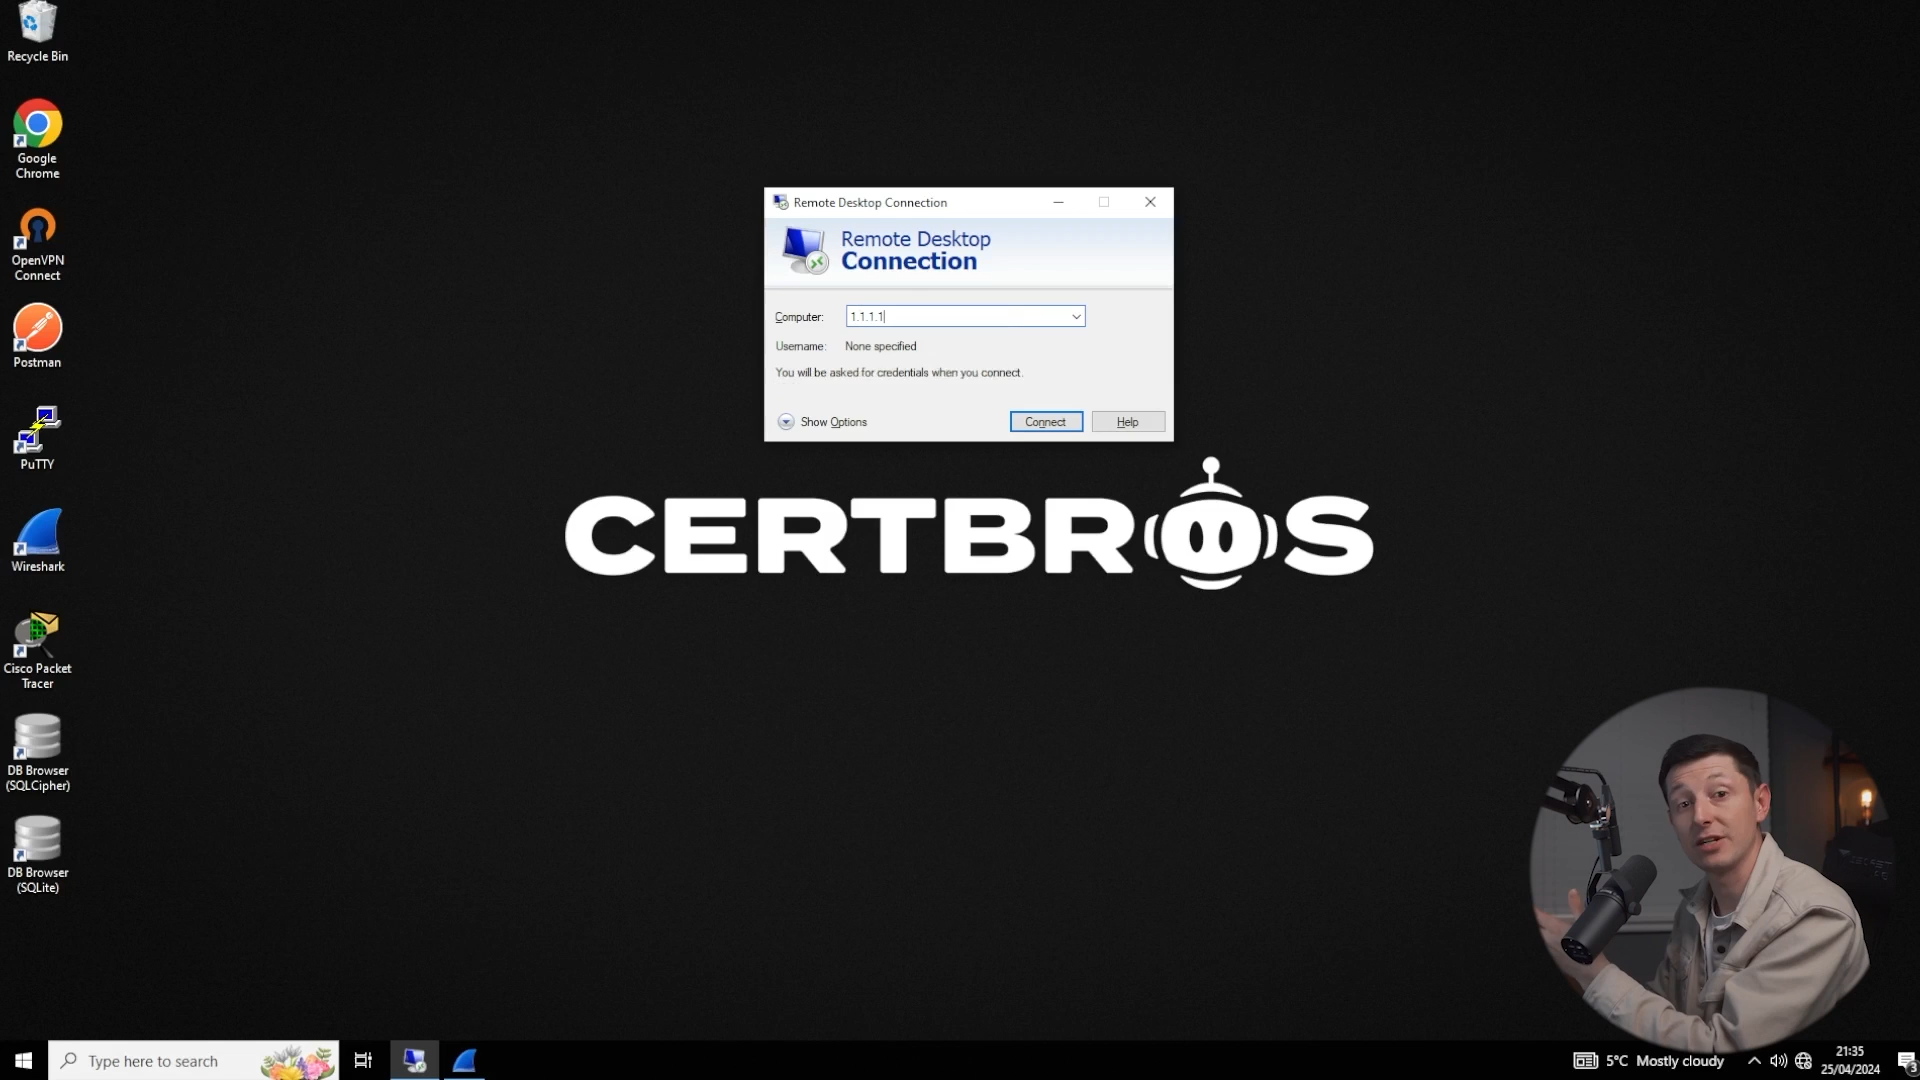 Recycle Bin
Google
Chrome
OpenVPN
Connect
Postman
PuTTY
Wireshark
Cisco Packet
Tracer
DB Browser
(SQLCipher)
DB Browser
(SQLite)
Remote Desktop Connection
Remote Desktop
Connection
Computer:
1.1.1.1
Username:
None specified
You will be asked for credentials when you connect.
Show Options
Connect
Help
CERTBROS
Type here to search
5°C Mostly cloudy
21:35
25/04/2024
3